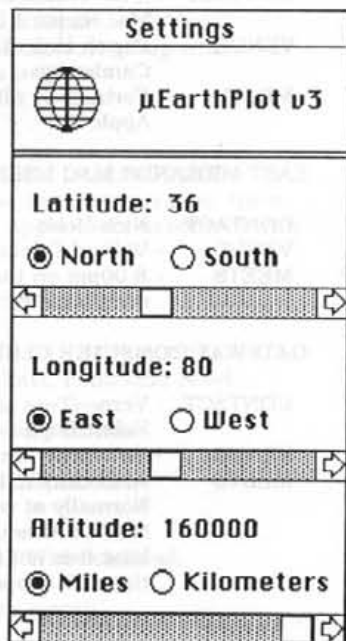 Settings
μEarthPlot v3
Latitude: 36
North South
Longitude: 80
East West
Altitude: 160000
Miles Kilometers